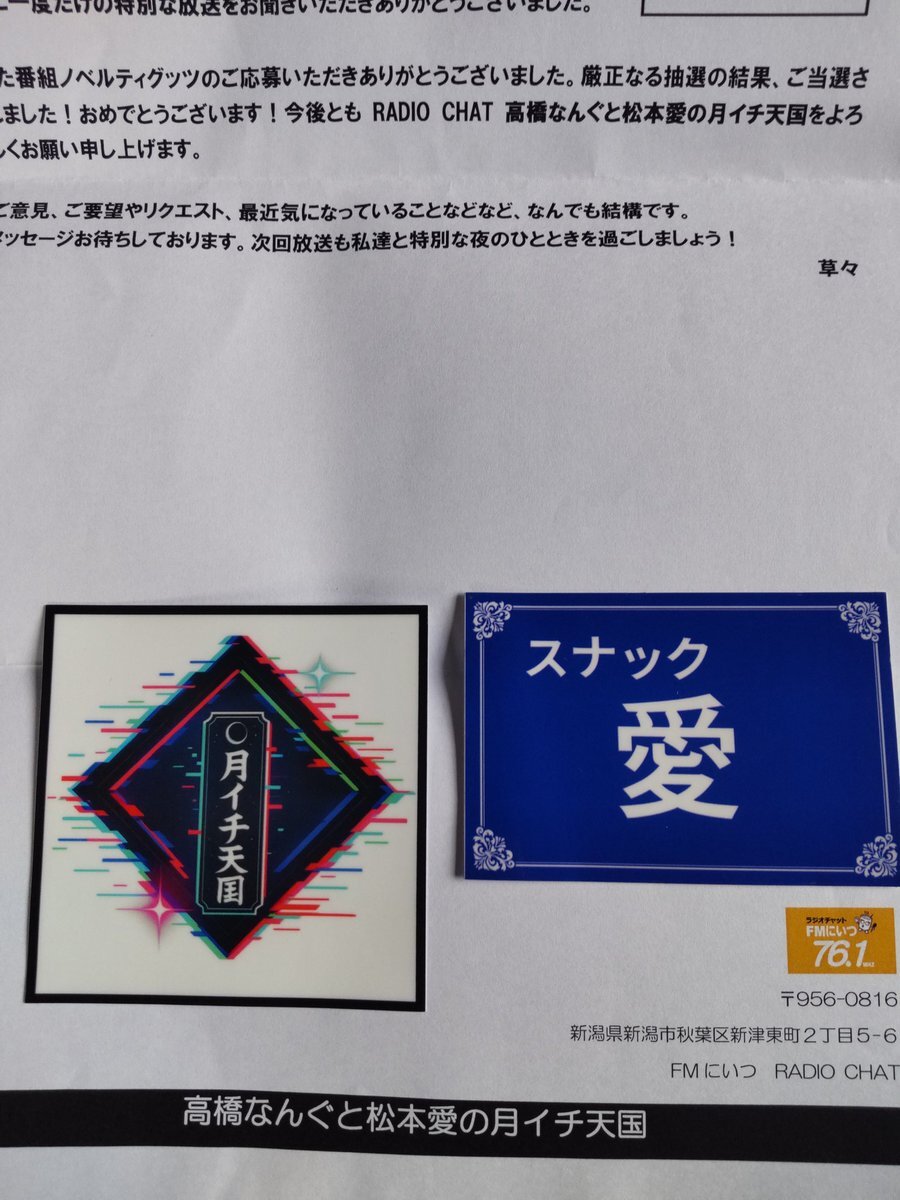 一度だけの特別な放送をお聞きいただきありがとうございました。
た番組ノベルティグッツのご応募いただきありがとうございました。厳正なる抽選の結果、ご当選さ
しました！おめでとうございます！今後とも RADIO CHAT 高橋なんぐと松本愛の月イチ天国をよろ
しくお願い申し上げます。
ご意見、ご要望やリクエスト、最近気になっていることなどなど、なんでも結構です。
メッセージお待ちしております。次回放送も私達と特別な夜のひとときを過ごしましょう！
草々
月イチ天国
スナック
愛
ラジオチャット
FMにいつ
76.1
MHz
〒956-0816
新潟県新潟市秋葉区新津東町２丁目５-６
FMにいつ RADIO CHAT
高橋なんぐと松本愛の月イチ天国